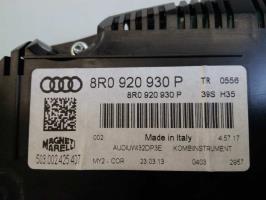 8R0 920 930 P TR 0556
8R0 920 930 P 39S H35
002 Made in Italy 4.57.17
AUDIUW32DP3E KOMBIINSTRUMENT
MAGNETI
MARELLI
503.002.425.407
MY2 - COR 23.03.13 0403 2957